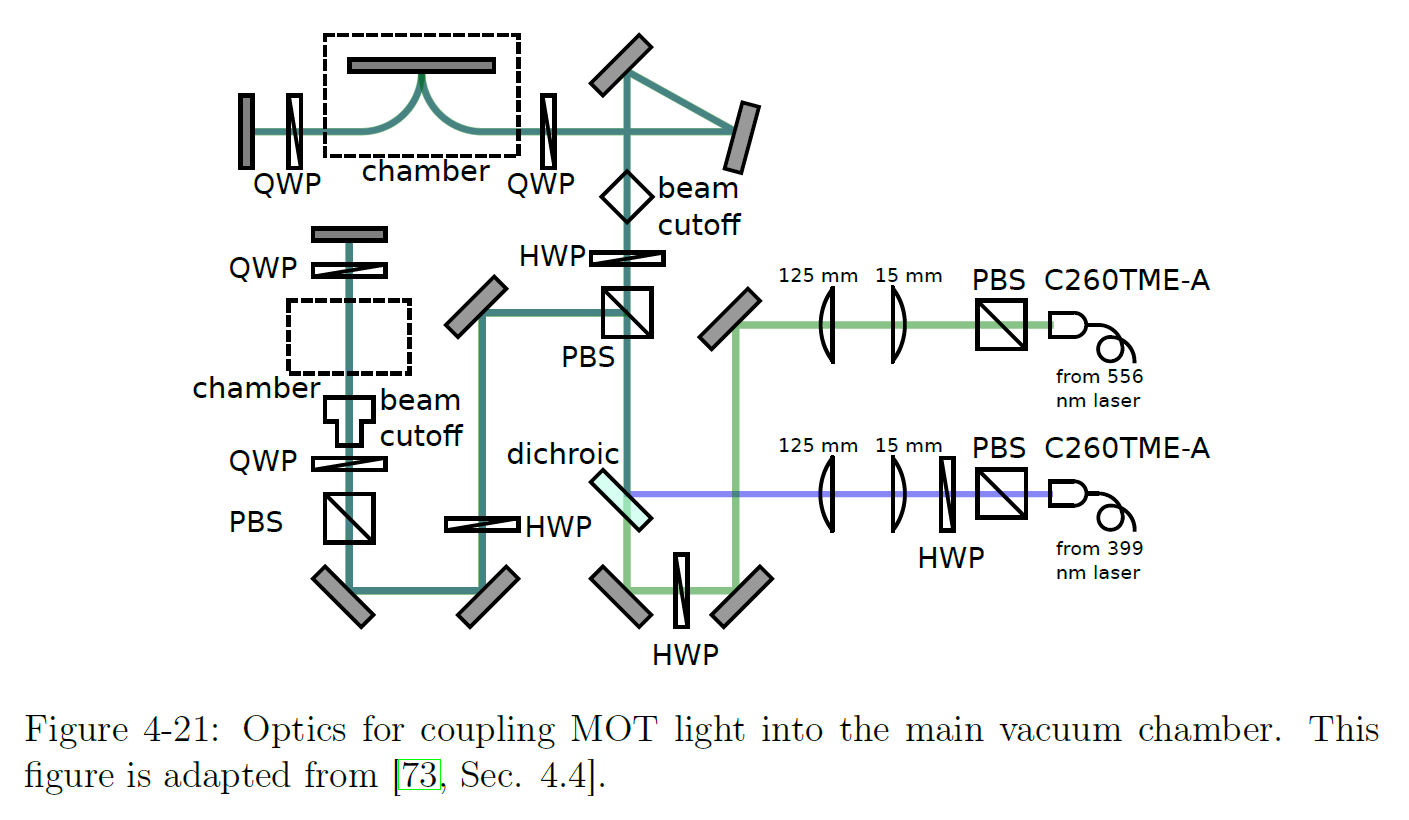 chamber
QWP
QWP
beam
cutoff
HWP
QWP
125 mm
15 mm
PBS
C260TME-A
PBS
from 556
nm laser
chamber
beam
cutoff
125 mm
15 mm
PBS
C260TME-A
dichroic
QWP
PBS
HWP
HWP
from 399
nm laser
HWP
Figure 4-21: Optics for coupling MOT light into the main vacuum chamber. This
figure is adapted from [73, Sec. 4.4].